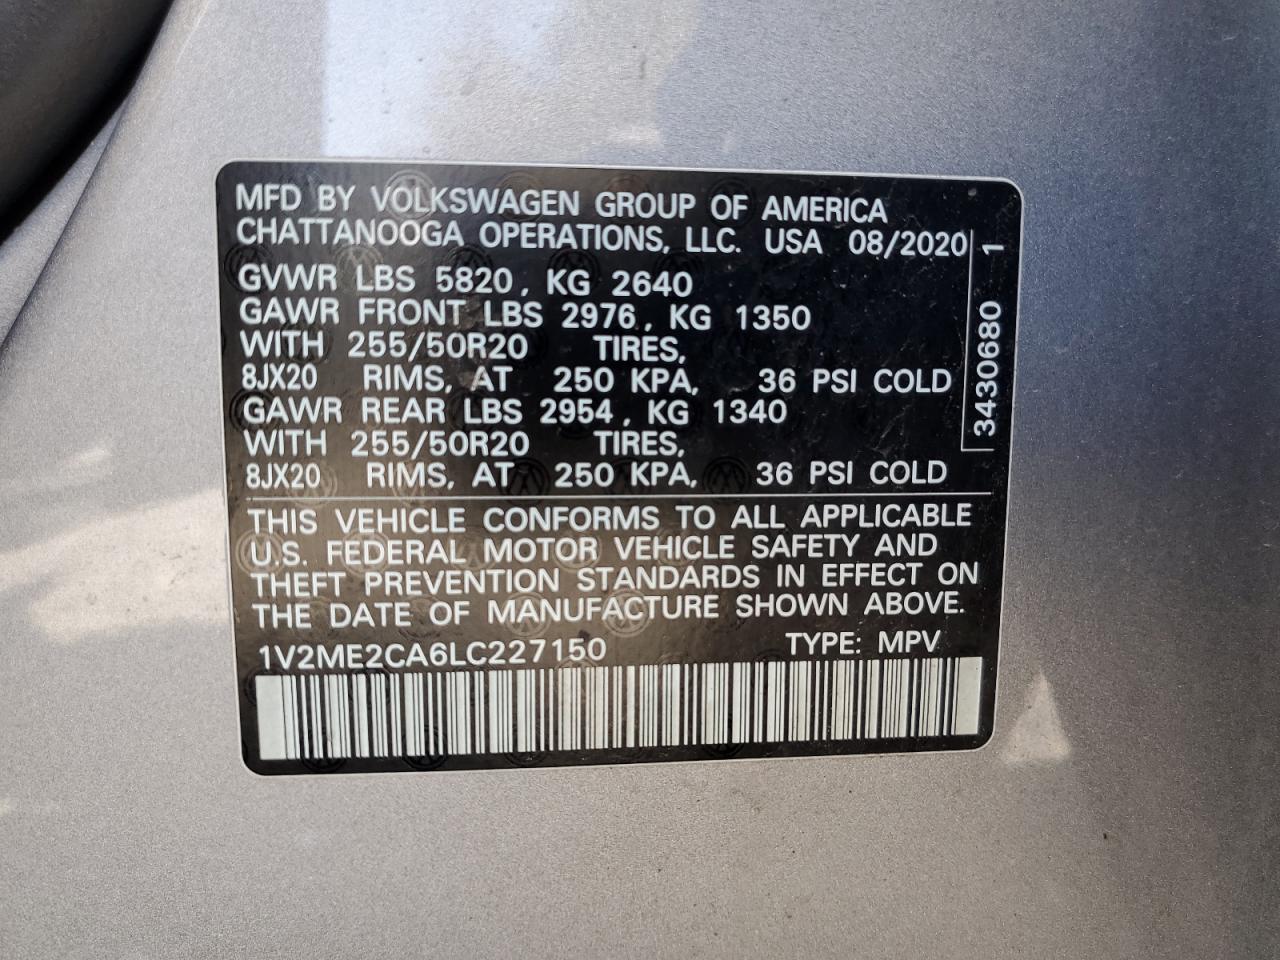 MFD BY VOLKSWAGEN GROUP OF AMERICA
CHATTANOOGA OPERATIONS, LLC. USA 08/2020
GVWR LBS 5820, KG 2640
GAWR FRONT LBS 2976, KG 1350
WITH 255/50R20 TIRES,
8JX20 RIMS, AT 250 KPA, 36 PSI COLD
GAWR REAR LBS 2954, KG 1340
WITH 255/50R20 TIRES,
8JX20 RIMS, AT 250 KPA, 36 PSI COLD
3430680 1
THIS VEHICLE CONFORMS TO ALL APPLICABLE
U.S. FEDERAL MOTOR VEHICLE SAFETY AND
THEFT PREVENTION STANDARDS IN EFFECT ON
THE DATE OF MANUFACTURE SHOWN ABOVE.
1V2ME2CA6LC227150 TYPE: MPV